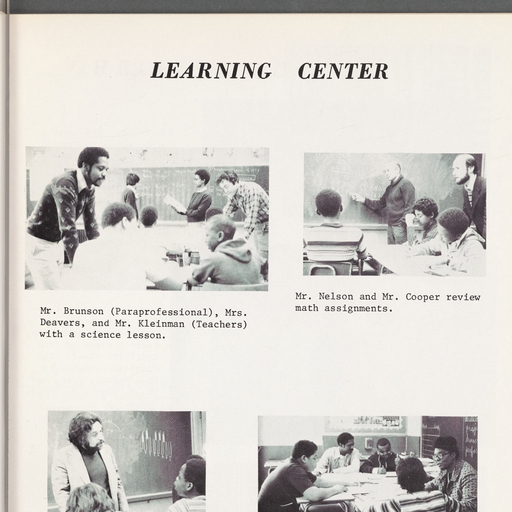 LEARNING CENTER
Mr. Brunson (Paraprofessional), Mrs.
Deavers, and Mr. Kleinman (Teachers)
with a science lesson.
Mr. Nelson and Mr. Cooper review
math assignments.